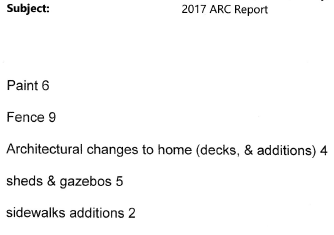 Subject: 2017 ARC Report
Paint 6
Fence 9
Architectural changes to home (decks, & additions) 4
sheds & gazebos 5
sidewalks additions 2